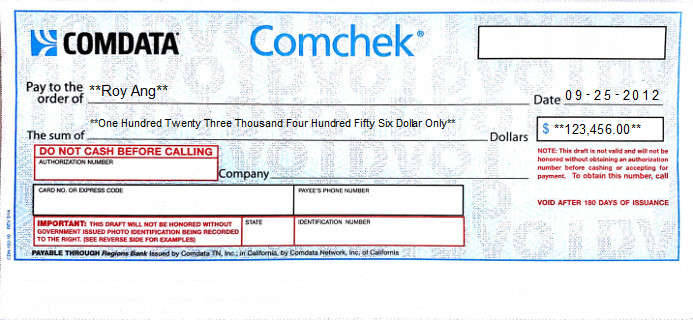 COMDATA
Comchek®
Pay to the order of **Roy Ang**
Date 09-25-2012
**One Hundred Twenty Three Thousand Four Hundred Fifty Six Dollar Only**
The sum of Dollars $ **123,456.00**
DO NOT CASH BEFORE CALLING
AUTHORIZATION NUMBER
Company
NOTE: This draft is not valid and will not be
honored without obtaining an authorization
number before cashing or accepting for
payment. To obtain this number, call
CARD NO. OR EXPRESS CODE
PAYEE'S PHONE NUMBER
VOID AFTER 180 DAYS OF ISSUANCE
IMPORTANT: THIS DRAFT WILL NOT BE HONORED WITHOUT
GOVERNMENT ISSUED PHOTO IDENTIFICATION BEING RECORDED
TO THE RIGHT. (SEE REVERSE SIDE FOR EXAMPLES)
STATE
IDENTIFICATION NUMBER
PAYABLE THROUGH Regions Bank Issued by Comdata TN, Inc.; in California, by Comdata Network, Inc. of California